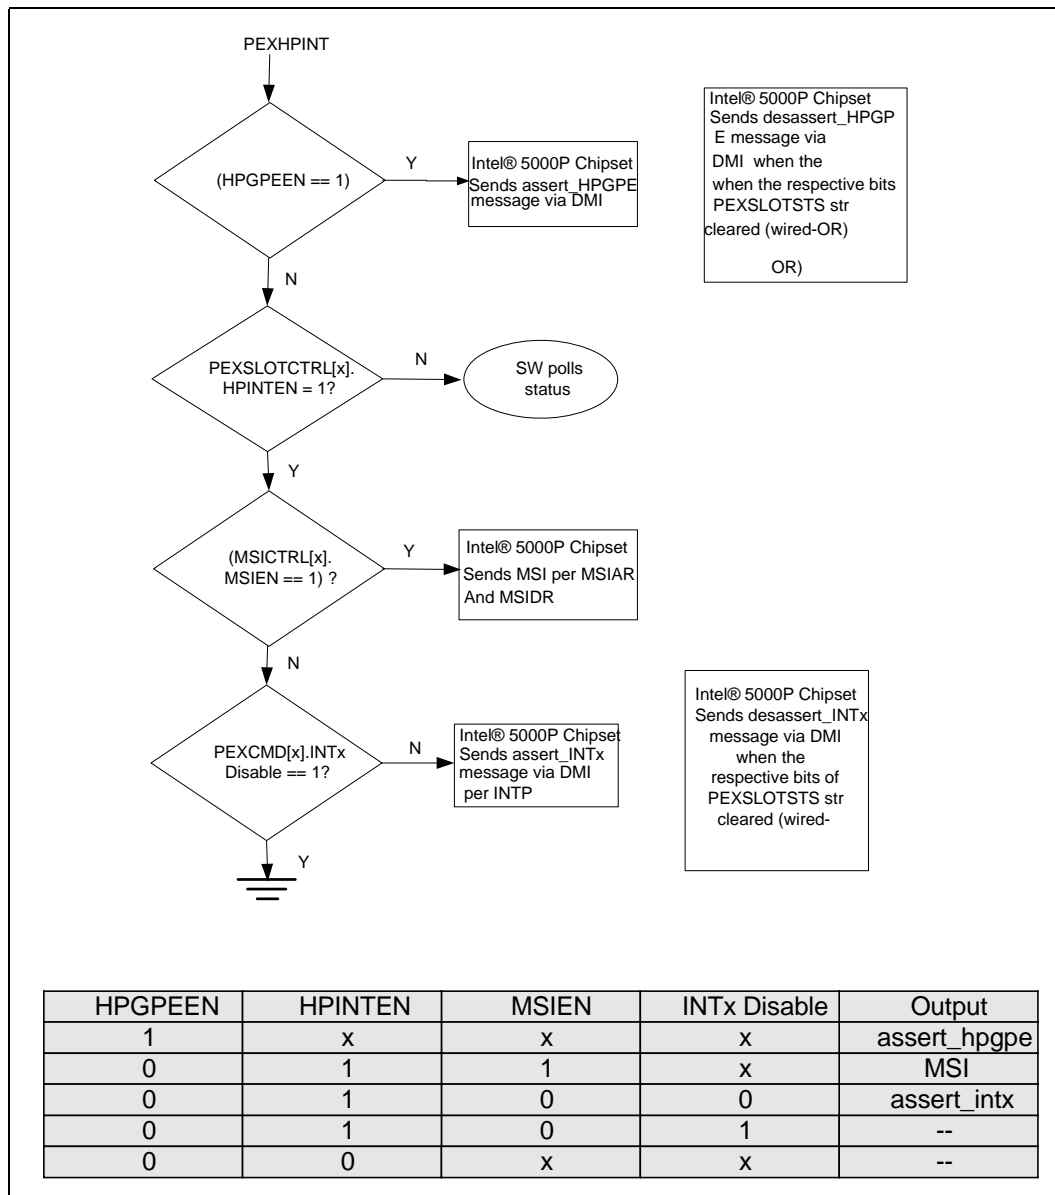 PEXHPINT
(HPGPEEN == 1)
Y
Intel® 5000P Chipset
Sends assert_HPGPE
message via DMI
Intel® 5000P Chipset
Sends desassert_HPGP
E message via
DMI when the
when the respective bits
PEXSLOTSTS str
cleared (wired-OR)
OR)
N
PEXSLOTCTRL[x].
HPINTEN = 1?
N
SW polls
status
Y
(MSICTRL[x].
MSIEN == 1) ?
Y
Intel® 5000P Chipset
Sends MSI per MSIAR
And MSIDR
N
PEXCMD[x].INTx
Disable == 1?
N
Intel® 5000P Chipset
Sends assert_INTx
message via DMI
per INTP
Intel® 5000P Chipset
Sends desassert_INTx
message via DMI
when the
respective bits of
PEXSLOTSTS str
cleared (wired-
Y
HPGPEEN HPINTEN MSIEN INTx Disable Output
1 x x x assert_hpgpe
0 1 1 x MSI
0 1 0 0 assert_intx
0 1 0 1 --
0 0 x x --